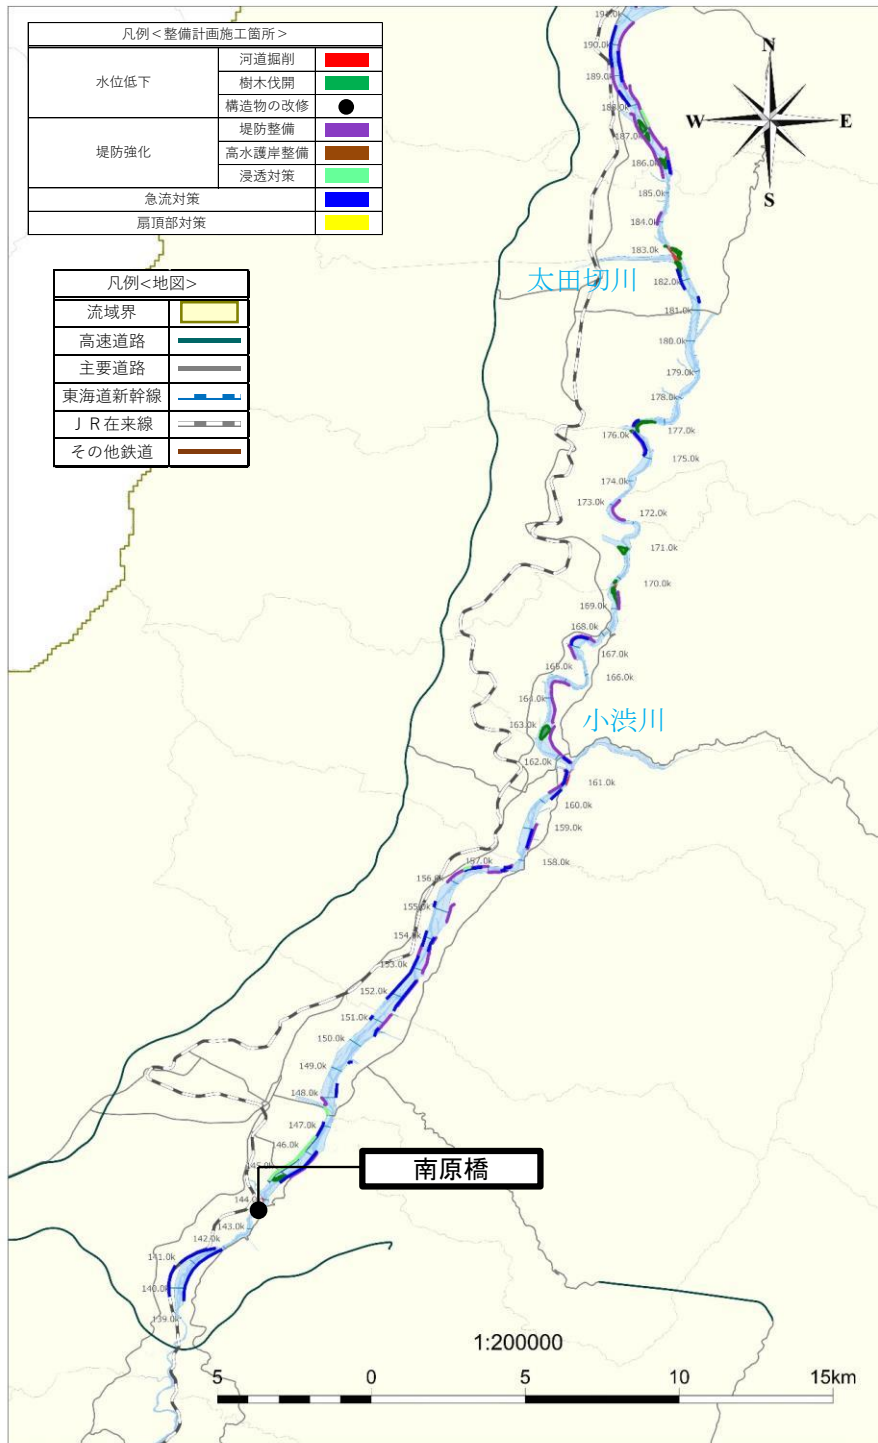 凡例＜整備計画施工箇所＞
水位低下
河道掘削
樹木伐開
構造物の改修
堤防強化
堤防整備
高水護岸整備
浸透対策
急流対策
扇頂部対策
凡例<地図>
流域界
高速道路
主要道路
東海道新幹線
ＪＲ在来線
その他鉄道
N
W
E
S
191.0k
190.0k
189.0k
188.0k
187.0k
186.0k
185.0k
184.0k
183.0k
太田切川
182.0k
181.0k
180.0k
179.0k
178.0k
177.0k
176.0k
175.0k
174.0k
173.0k
172.0k
171.0k
170.0k
169.0k
168.0k
167.0k
166.0k
165.0k
164.0k
小渋川
163.0k
162.0k
161.0k
160.0k
159.0k
158.0k
157.0k
156.0k
155.0k
154.0k
153.0k
152.0k
151.0k
150.0k
149.0k
148.0k
147.0k
146.0k
145.0k
南原橋
144.0k
143.0k
142.0k
141.0k
140.0k
139.0k
1:200000
5 0 5 10 15km